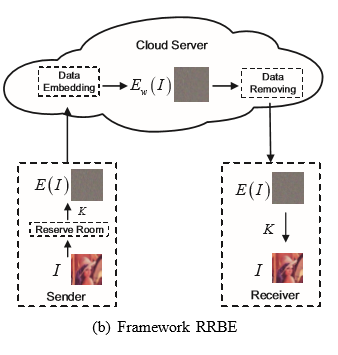 Cloud Server
Data
Embedding
E_w(I)
Data
Removing
E(I)
K
Reserve Room
I
Sender
E(I)
K
I
Receiver
(b) Framework RRBE